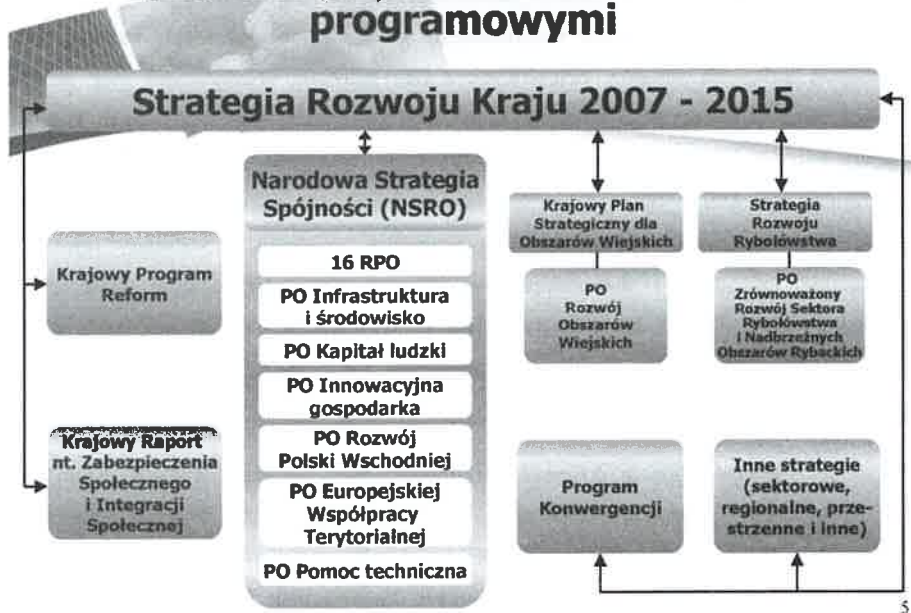 programowymi
Strategia Rozwoju Kraju 2007 - 2015
Narodowa Strategia
Spójności (NSRO)
16 RPO
PO Infrastruktura
i środowisko
PO Kapitał ludzki
PO Innowacyjna
gospodarka
PO Rozwój
Polski Wschodniej
PO Europejskiej
Współpracy
Terytorialnej
PO Pomoc techniczna
Krajowy Program
Reform
Krajowy Raport
nt. Zabezpieczenia
Społecznego
i Integracji
Społecznej
Krajowy Plan
Strategiczny dla
Obszarów Wiejskich
PO
Rozwój
Obszarów
Wiejskich
Strategia
Rozwoju
Rybołówstwa
PO
Zrównoważony
Rozwój Sektora
Rybołówstwa
i Nadbrzeżnych
Obszarów Rybackich
Program
Konwergencji
Inne strategie
(sektorowe,
regionalne, prze-
strzenne i inne)